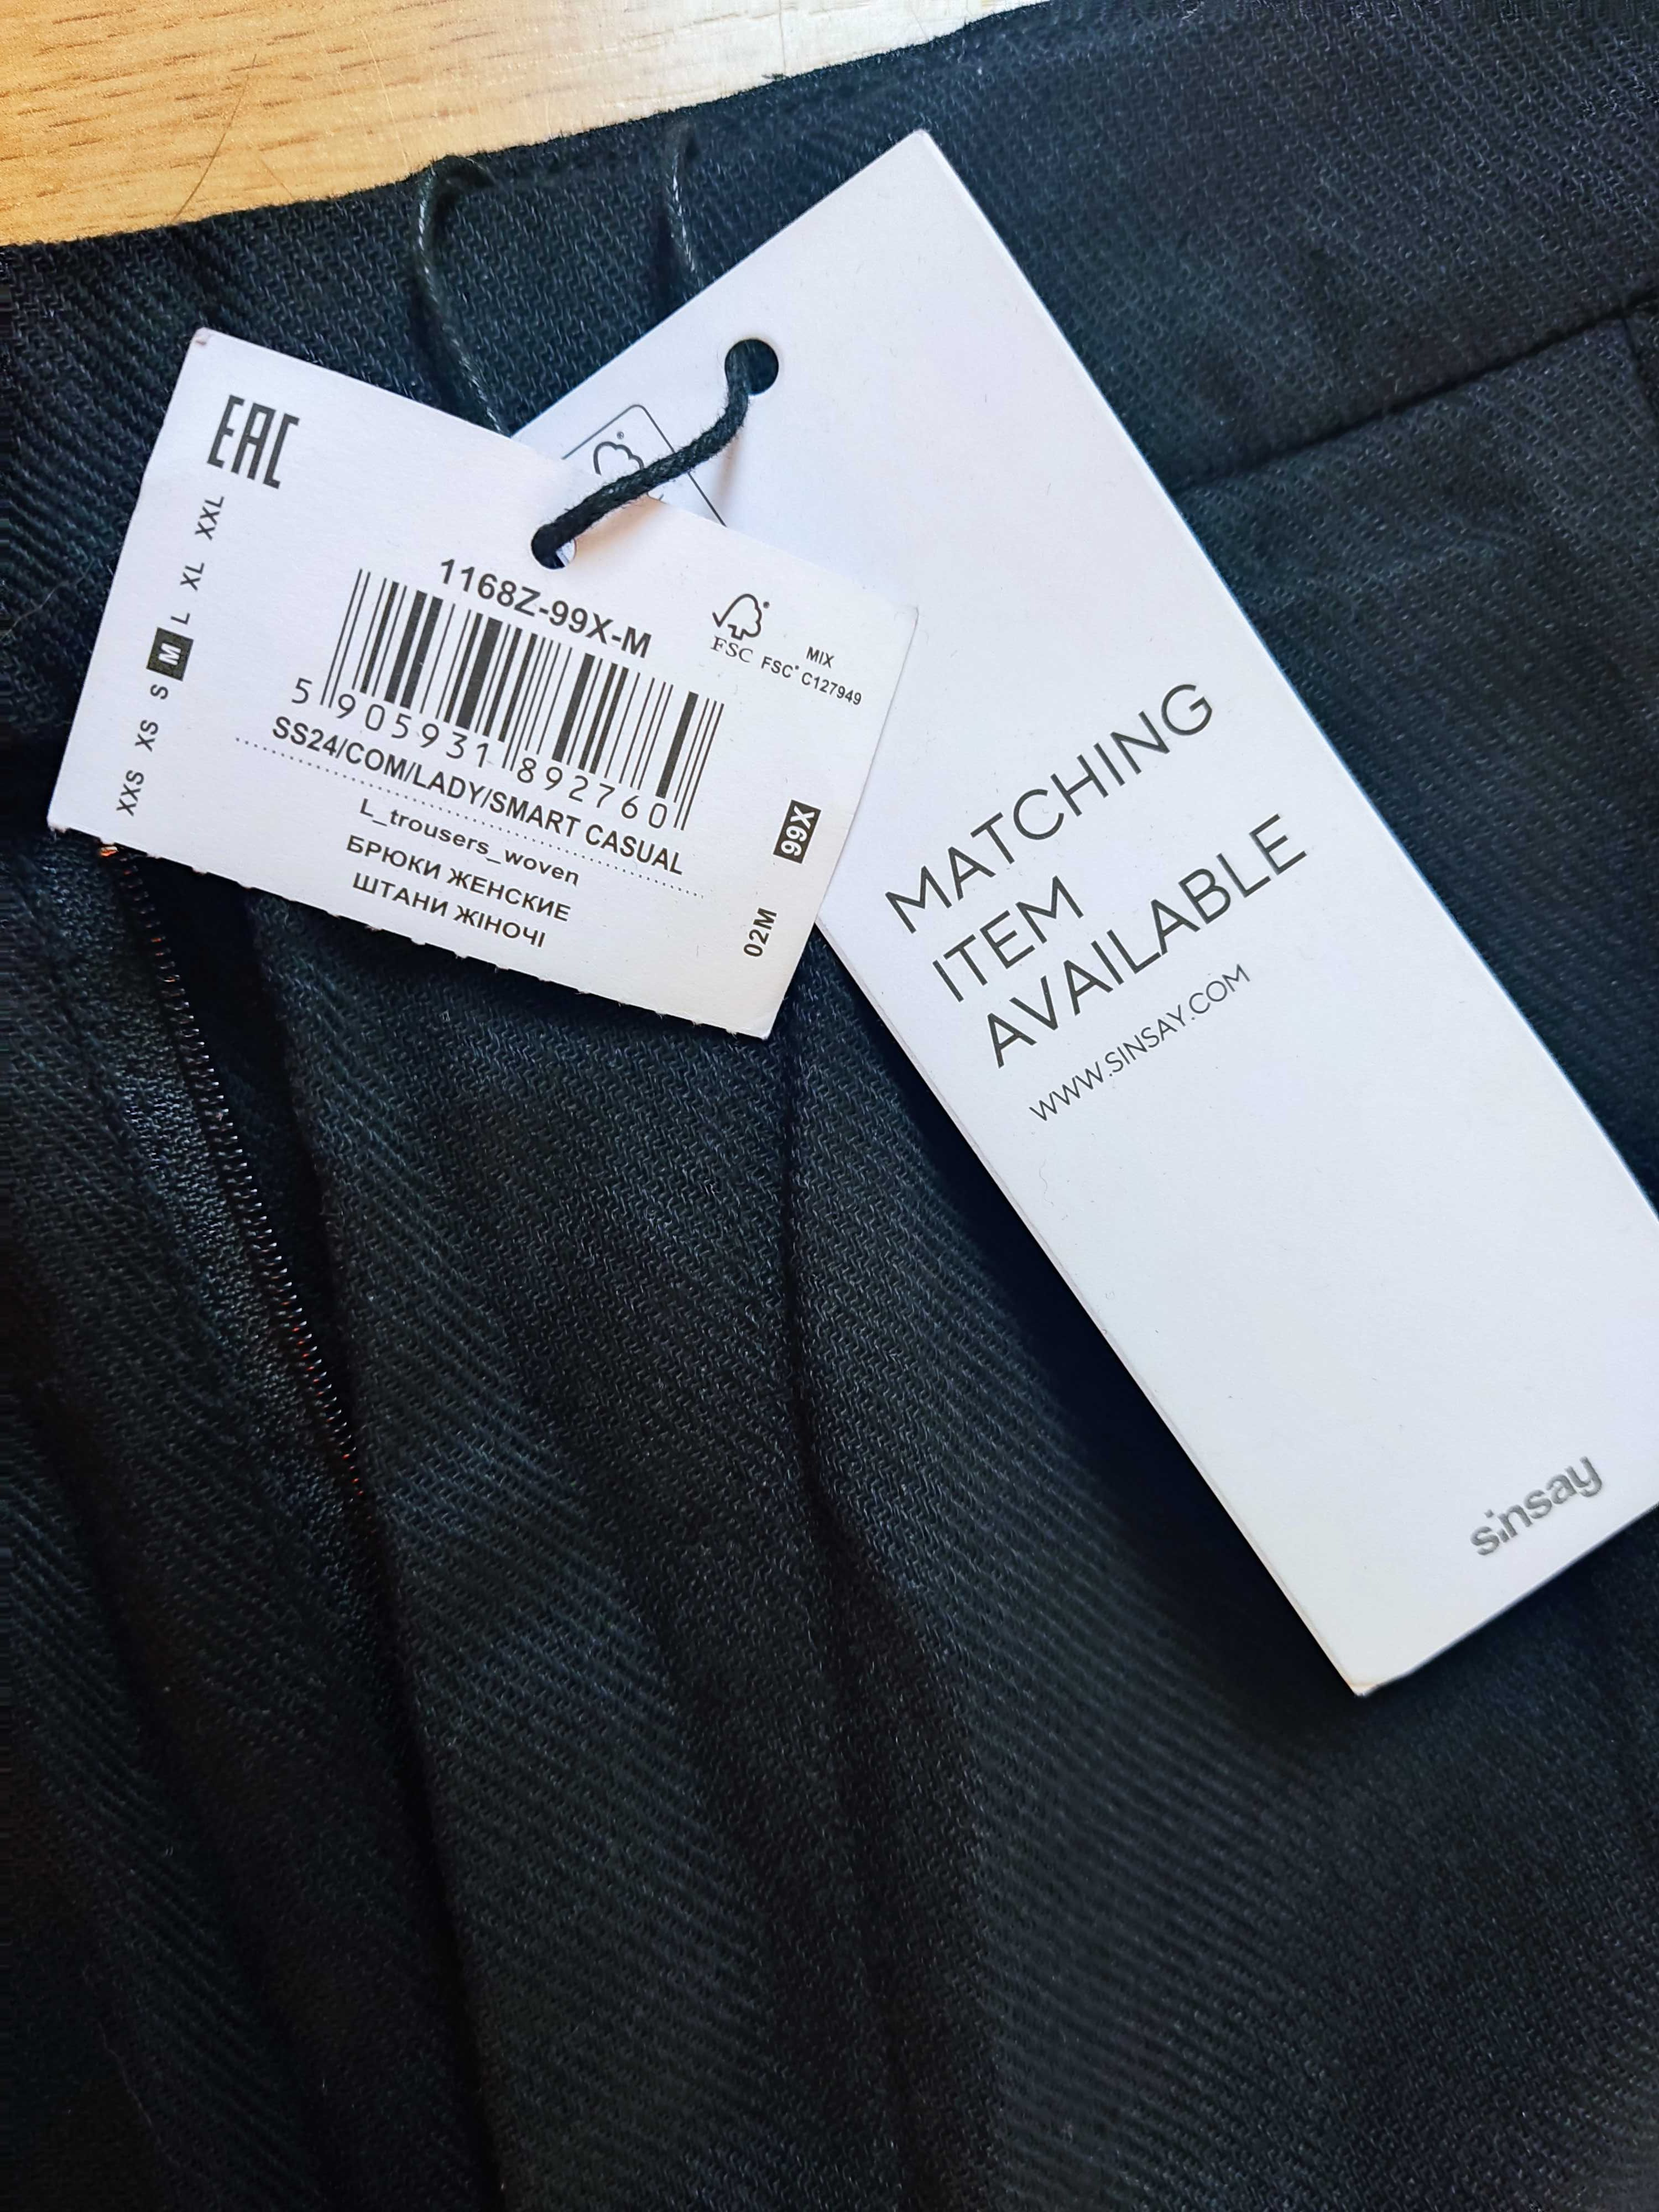 EAC
XXS XS S M L XL XXL
1168Z-99X-M
5 905931 892760
FSC
MIX
FSC® C127949
SS24/COM/LADY/SMART CASUAL
L_trousers_woven
БРЮКИ ЖЕНСКИЕ
ШТАНИ ЖІНОЧІ
99X
02M
MATCHING
ITEM
AVAILABLE
WWW.SINSAY.COM
sinsay